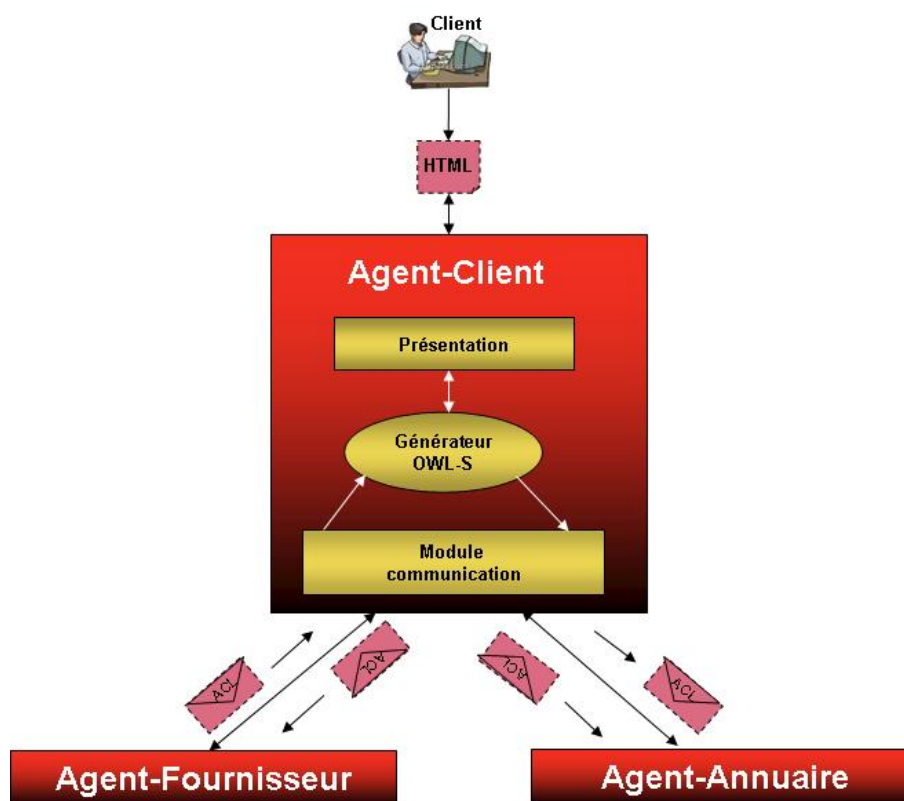 Client
HTML
Agent-Client
Présentation
Générateur
OWL-S
Module
communication
ACL
ACL
ACL
ACL
Agent-Fournisseur
Agent-Annuaire